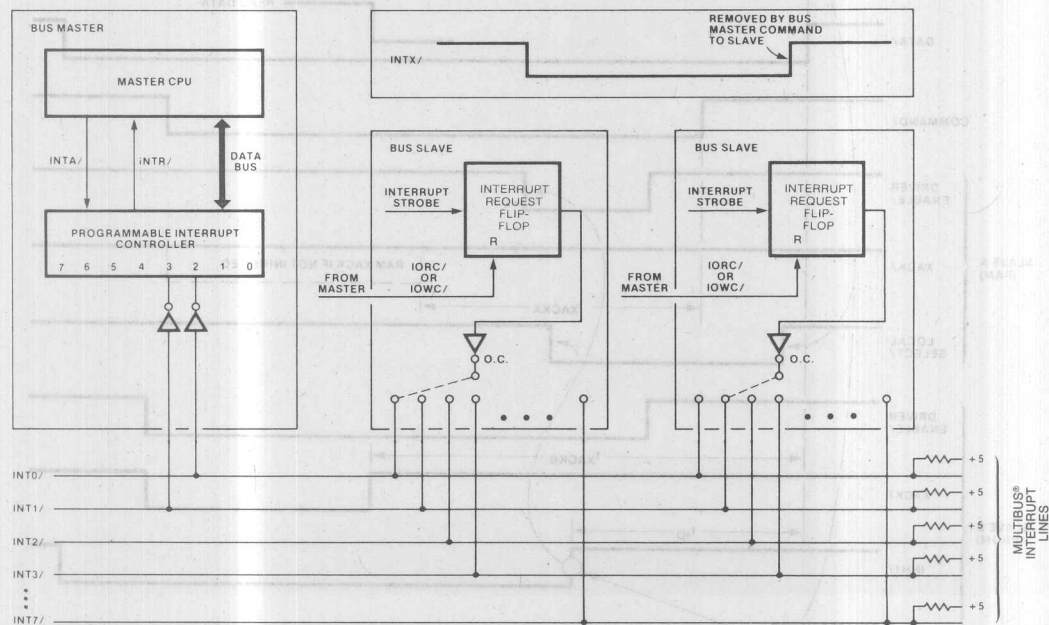 BUS MASTER
MASTER CPU
INTA/
INTR/
DATA
BUS
PROGRAMMABLE INTERRUPT
CONTROLLER
7 6 5 4 3 2 1 0
INTX/
REMOVED BY BUS
MASTER COMMAND
TO SLAVE
BUS SLAVE
INTERRUPT
STROBE
INTERRUPT
REQUEST
FLIP-
FLOP
R
FROM
MASTER
IORC/
OR
IOWC/
O.C.
BUS SLAVE
INTERRUPT
STROBE
INTERRUPT
REQUEST
FLIP-
FLOP
R
FROM
MASTER
IORC/
OR
IOWC/
O.C.
INT0/
INT1/
INT2/
INT3/
INT7/
+5
+5
+5
+5
+5
MULTIBUS®
INTERRUPT
LINES